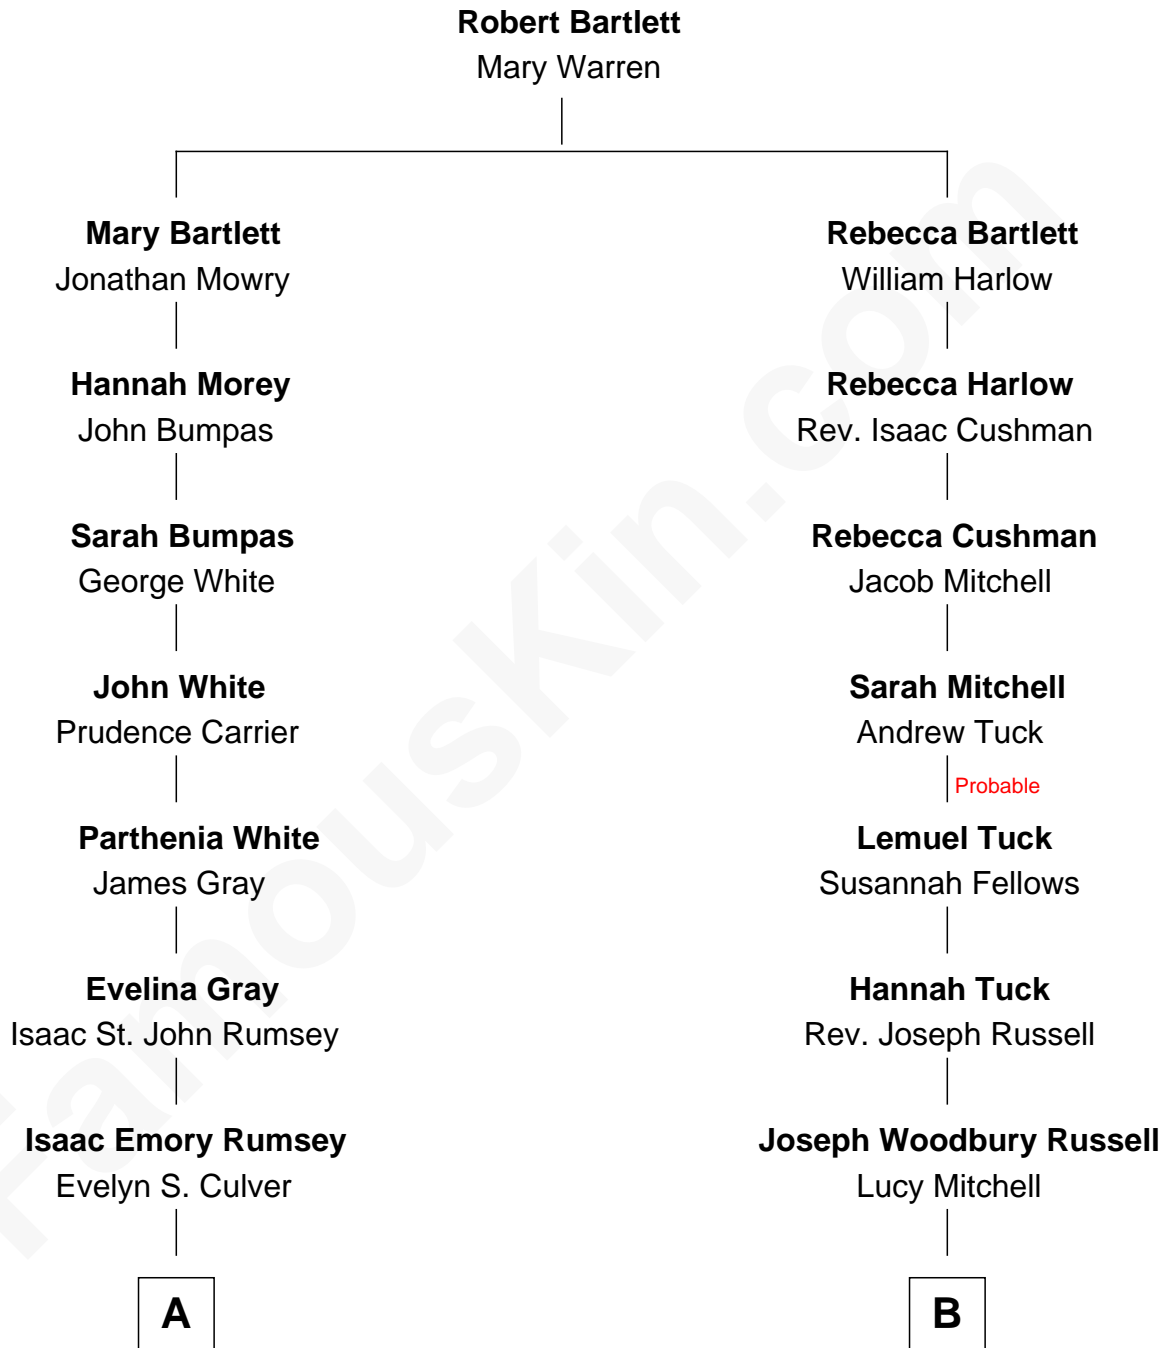 Robert Bartlett
Mary Warren
Mary Bartlett
Jonathan Mowry
Hannah Morey
John Bumpas
Sarah Bumpas
George White
John White
Prudence Carrier
Parthenia White
James Gray
Evelina Gray
Isaac St. John Rumsey
Isaac Emory Rumsey
Evelyn S. Culver
A
Rebecca Bartlett
William Harlow
Rebecca Harlow
Rev. Isaac Cushman
Rebecca Cushman
Jacob Mitchell
Sarah Mitchell
Andrew Tuck
Probable
Lemuel Tuck
Susannah Fellows
Hannah Tuck
Rev. Joseph Russell
Joseph Woodbury Russell
Lucy Mitchell
B
FamousKin.com